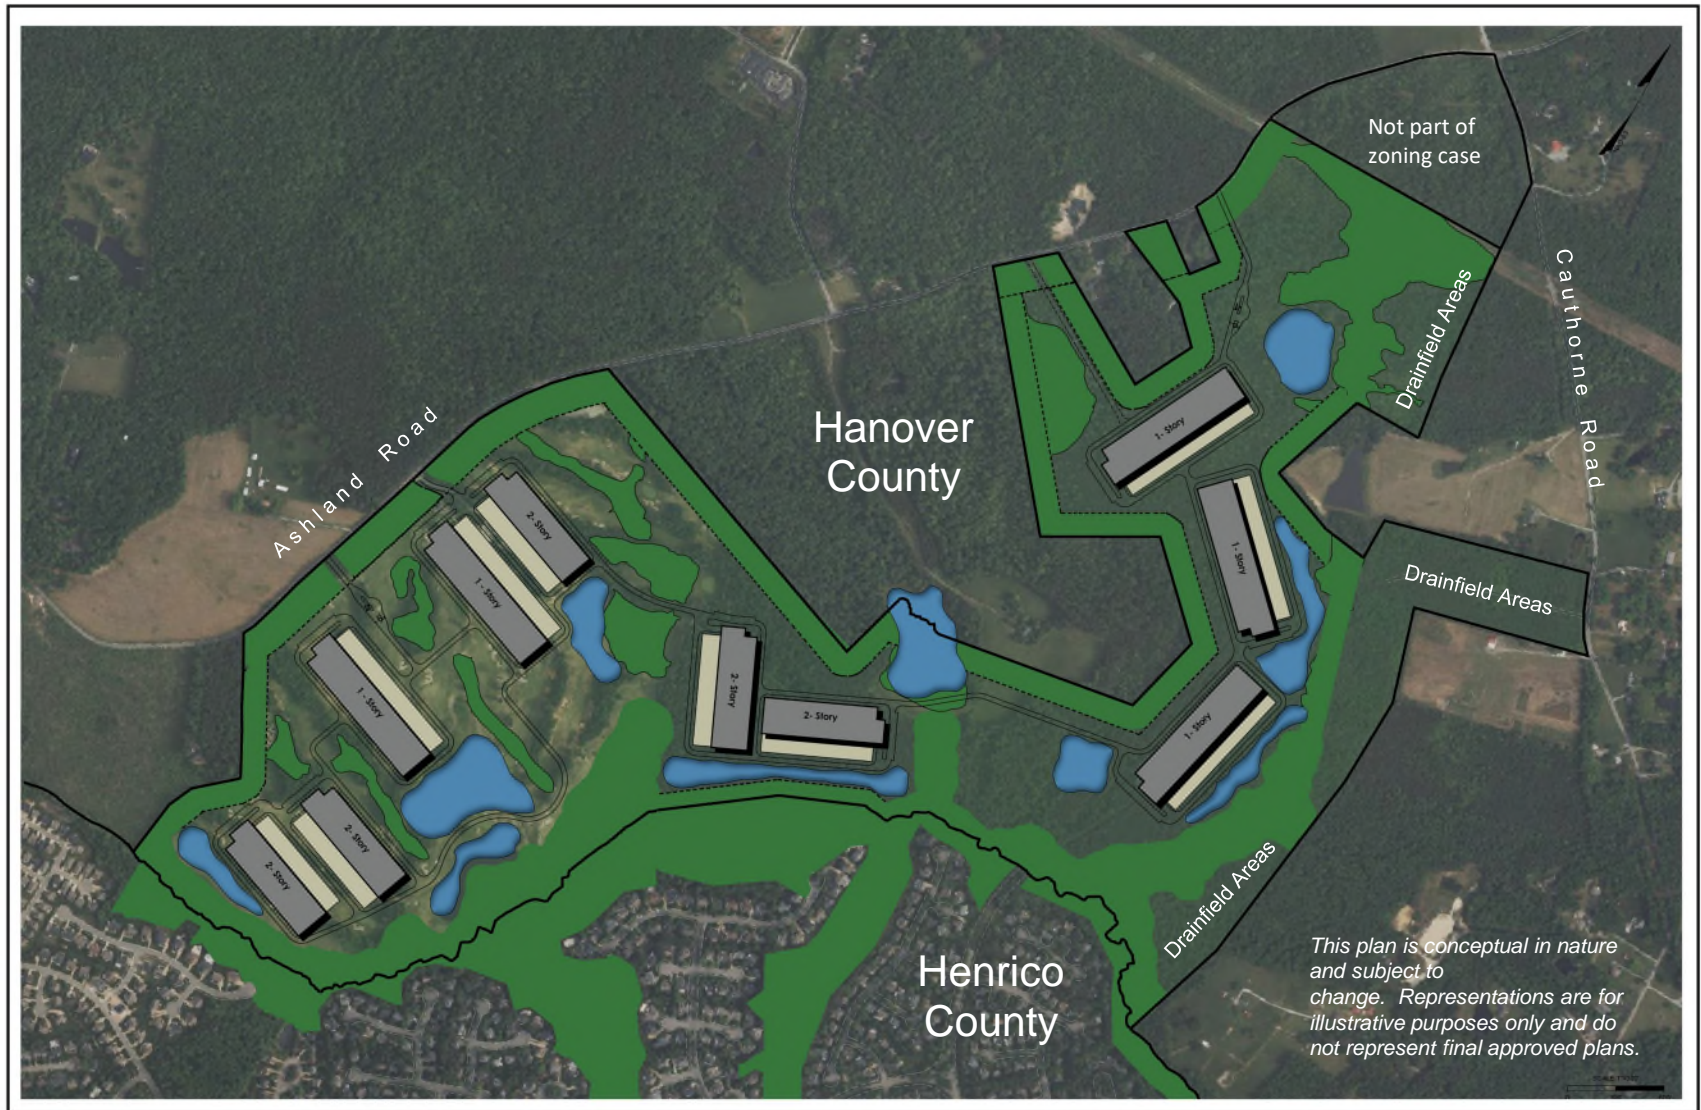 Not part of
zoning case
Cauthorne Road
Drainfield Areas
Hanover
County
Ashland Road
1- Story
2- Story
1- Story
1 - Story
Drainfield Areas
1 - Story
2- Story
2- Story
1- Story
2- Story
2- Story
Drainfield Areas
Henrico
County
This plan is conceptual in nature
and subject to
change. Representations are for
illustrative purposes only and do
not represent final approved plans.